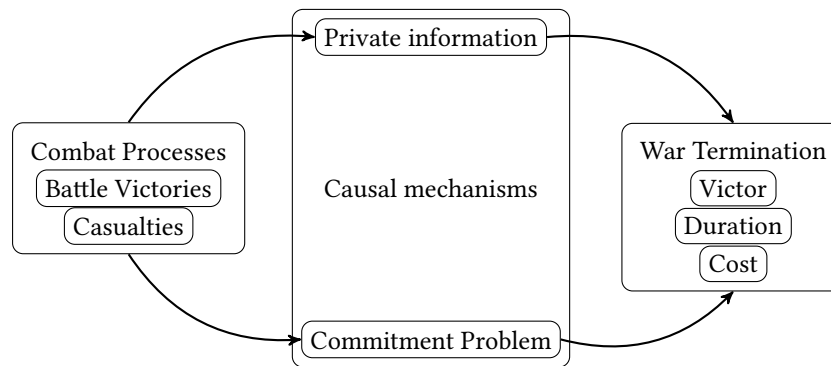 Private information
Combat Processes
Battle Victories
Casualties
Causal mechanisms
War Termination
Victor
Duration
Cost
Commitment Problem